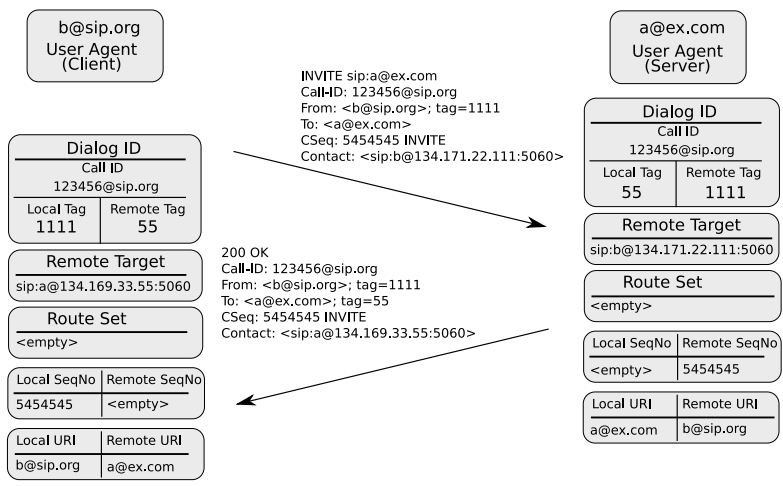 b@sip.org
User Agent
(Client)
a@ex.com
User Agent
(Server)
INVITE sip:a@ex.com
Call-ID: 123456@sip.org
From: <b@sip.org>; tag=1111
To: <a@ex.com>
CSeq: 5454545 INVITE
Contact: <sip:b@134.171.22.111:5060>
Dialog ID
Call ID
123456@sip.org
Local Tag Remote Tag
1111 55
Remote Target
sip:a@134.169.33.55:5060
Route Set
<empty>
Local SeqNo Remote SeqNo
5454545 <empty>
Local URI Remote URI
b@sip.org a@ex.com
200 OK
Call-ID: 123456@sip.org
From: <b@sip.org>; tag=1111
To: <a@ex.com>; tag=55
CSeq: 5454545 INVITE
Contact: <sip:a@134.169.33.55:5060>
Dialog ID
Call ID
123456@sip.org
Local Tag Remote Tag
55 1111
Remote Target
sip:b@134.171.22.111:5060
Route Set
<empty>
Local SeqNo Remote SeqNo
<empty> 5454545
Local URI Remote URI
a@ex.com b@sip.org